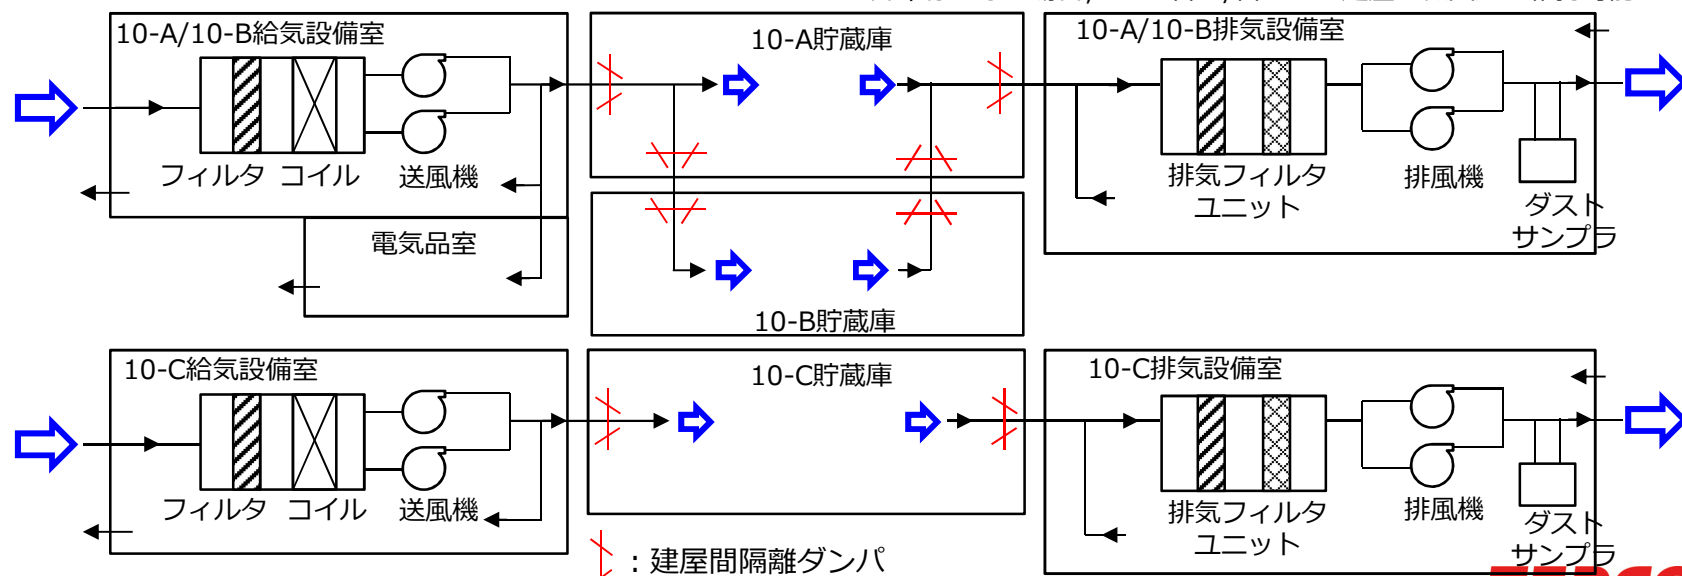 10-A/10-B給気設備室
フィルタ コイル 送風機
電気品室
10-A貯蔵庫
10-B貯蔵庫
10-A/10-B排気設備室
排気フィルタ
ユニット
排風機
ダスト
サンプラ
10-C給気設備室
フィルタ コイル 送風機
10-C貯蔵庫
10-C排気設備室
排気フィルタ
ユニット
排風機
ダスト
サンプラ
：建屋間隔離ダンパ